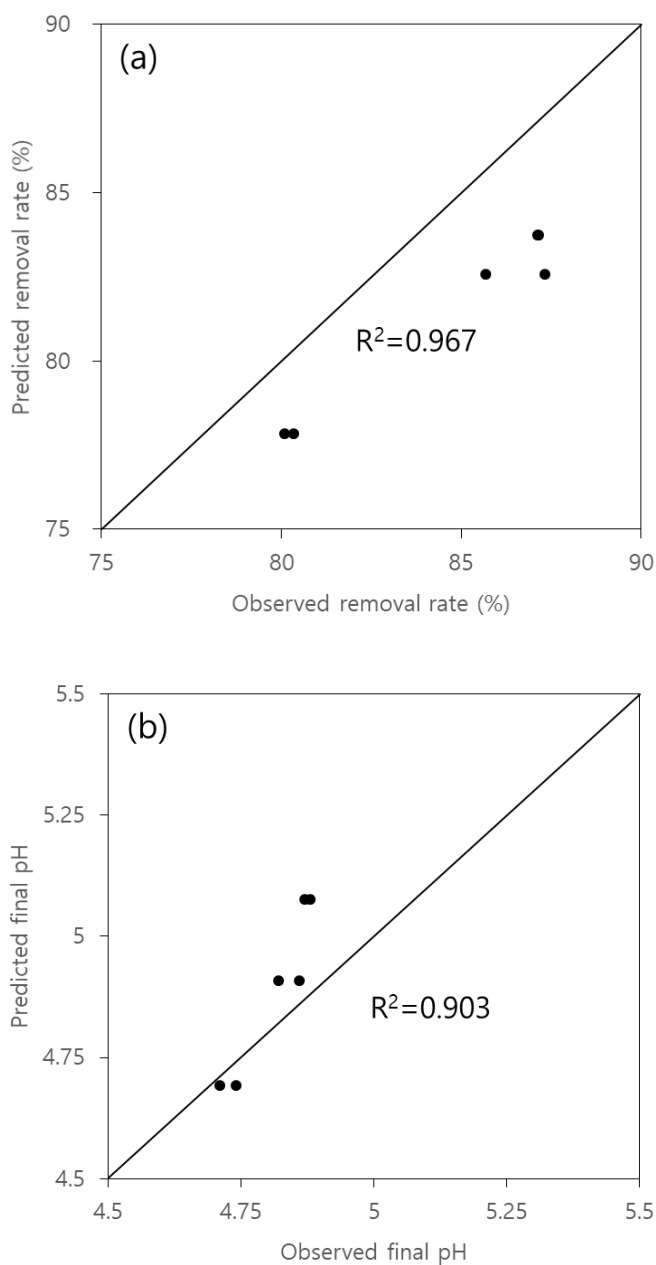 (a)
90
85
80
75
Predicted removal rate (%)
R²=0.967
75
80
85
90
Observed removal rate (%)
(b)
5.5
5.25
5
4.75
4.5
Predicted final pH
R²=0.903
4.5
4.75
5
5.25
5.5
Observed final pH